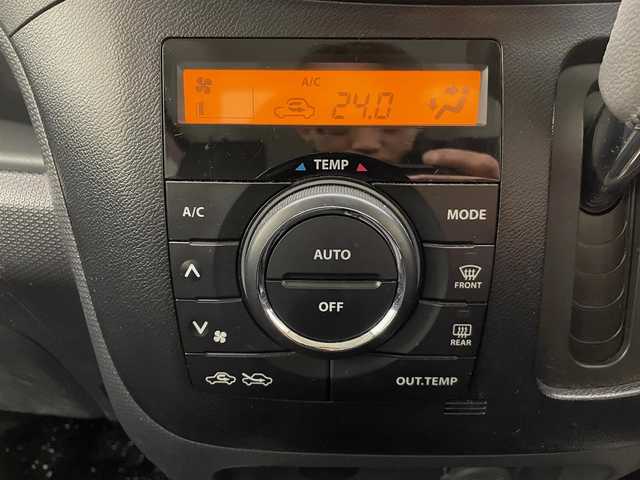 A/C
24.0
TEMP
A/C
MODE
AUTO
OFF
FRONT
REAR
OUT.TEMP